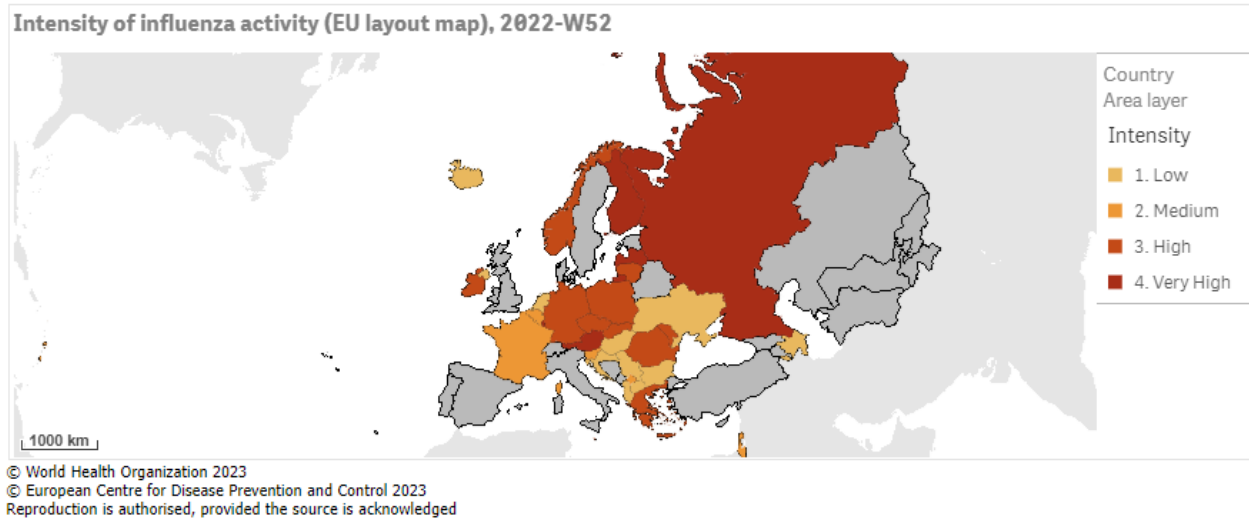 Intensity of influenza activity (EU layout map), 2022-W52
Country
Area layer
Intensity
1. Low
2. Medium
3. High
4. Very High
1000 km
© World Health Organization 2023
© European Centre for Disease Prevention and Control 2023
Reproduction is authorised, provided the source is acknowledged